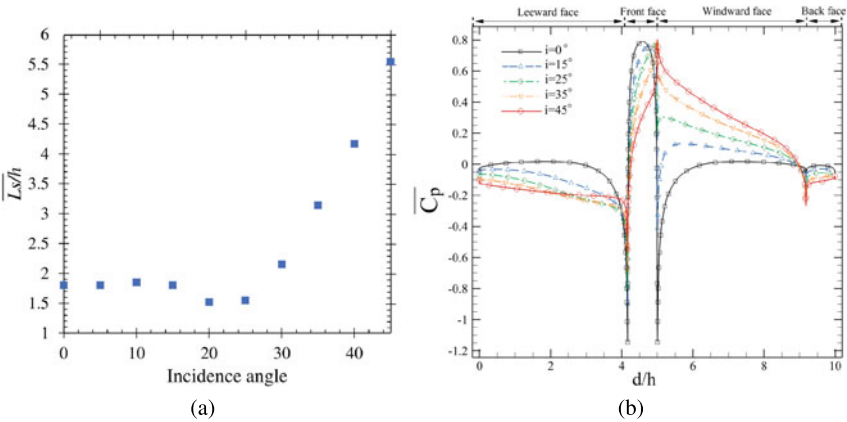 6
5.5
5
4.5
4
3.5
3
2.5
2
1.5
1
0 10 20 30 40
Ls/h
Incidence angle
(a)
Leeward face Front face Windward face Back face
0.8
0.6
0.4
0.2
0
-0.2
-0.4
-0.6
-0.8
-1
-1.2
i=0°
i=15°
i=25°
i=35°
i=45°
Cp
0 2 4 6 8 10
d/h
(b)